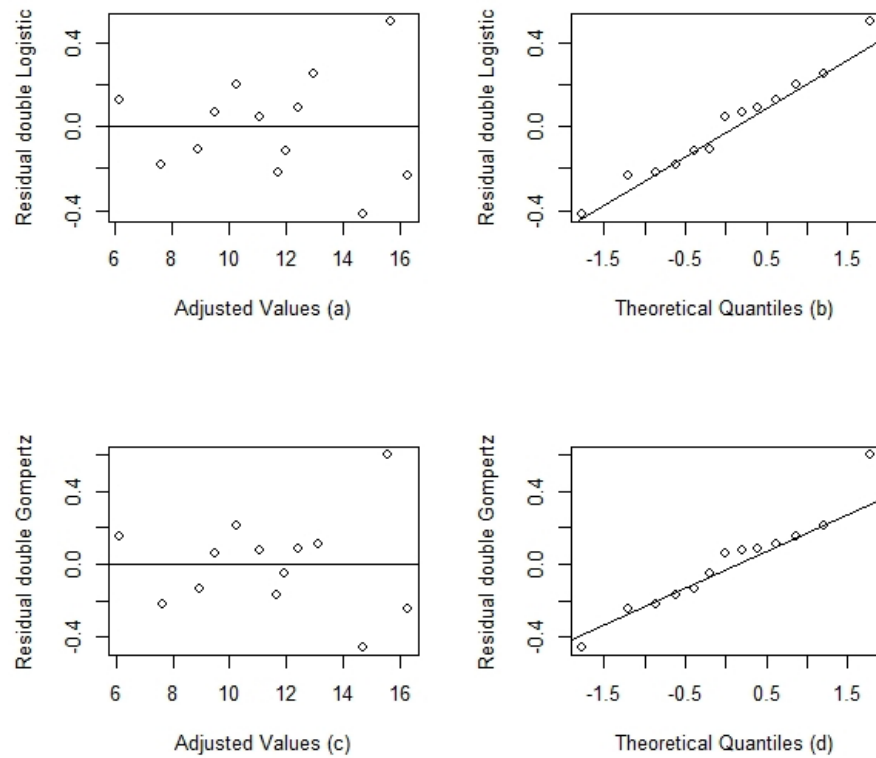 Residual double Logistic
-0.4 0.0 0.4
6 8 10 12 14 16
Adjusted Values (a)
Residual double Logistic
-0.4 0.0 0.4
-1.5 -0.5 0.5 1.5
Theoretical Quantiles (b)
Residual double Gompertz
-0.4 0.0 0.4
6 8 10 12 14 16
Adjusted Values (c)
Residual double Gompertz
-0.4 0.0 0.4
-1.5 -0.5 0.5 1.5
Theoretical Quantiles (d)